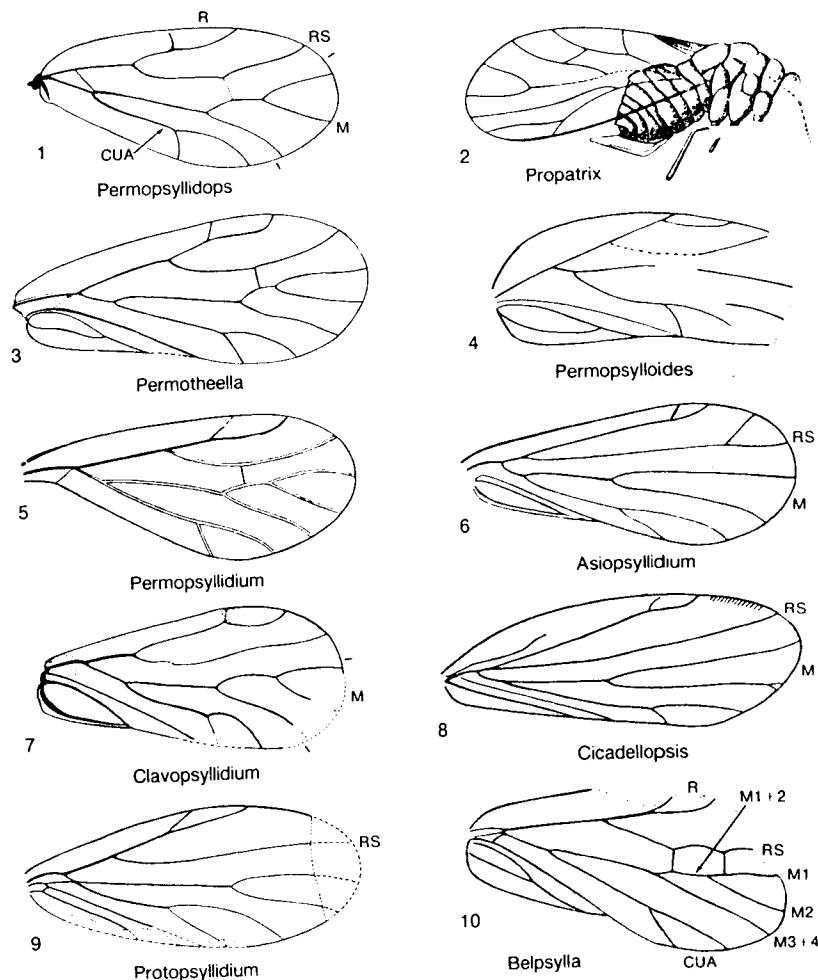 R
RS
M
CUA
1
Permopsyllidops
2
Propatrix
3
Permotheella
4
Permopsylloides
5
Permopsyllidium
RS
M
6
Asiopsyllidium
M
7
Clavopsyllidium
RS
M
8
Cicadellopsis
RS
9
Protopsyllidium
R
M1 + 2
RS
M1
M2
M3 + 4
CUA
10
Belpsylla